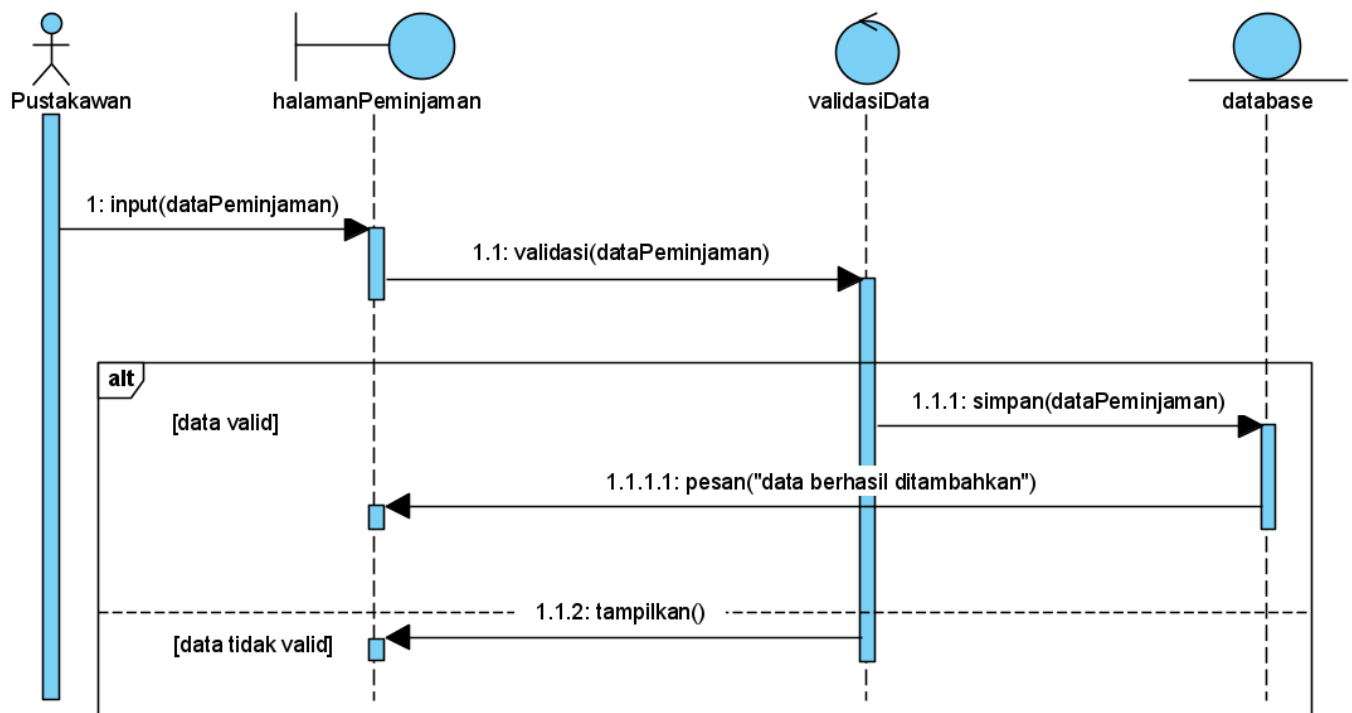 Pustakawan
halamanPeminjaman
validasiData
database
1: input(dataPeminjaman)
1.1: validasi(dataPeminjaman)
alt
1.1.1: simpan(dataPeminjaman)
[data valid]
1.1.1.1: pesan("data berhasil ditambahkan")
1.1.2: tampilkan()
[data tidak valid]